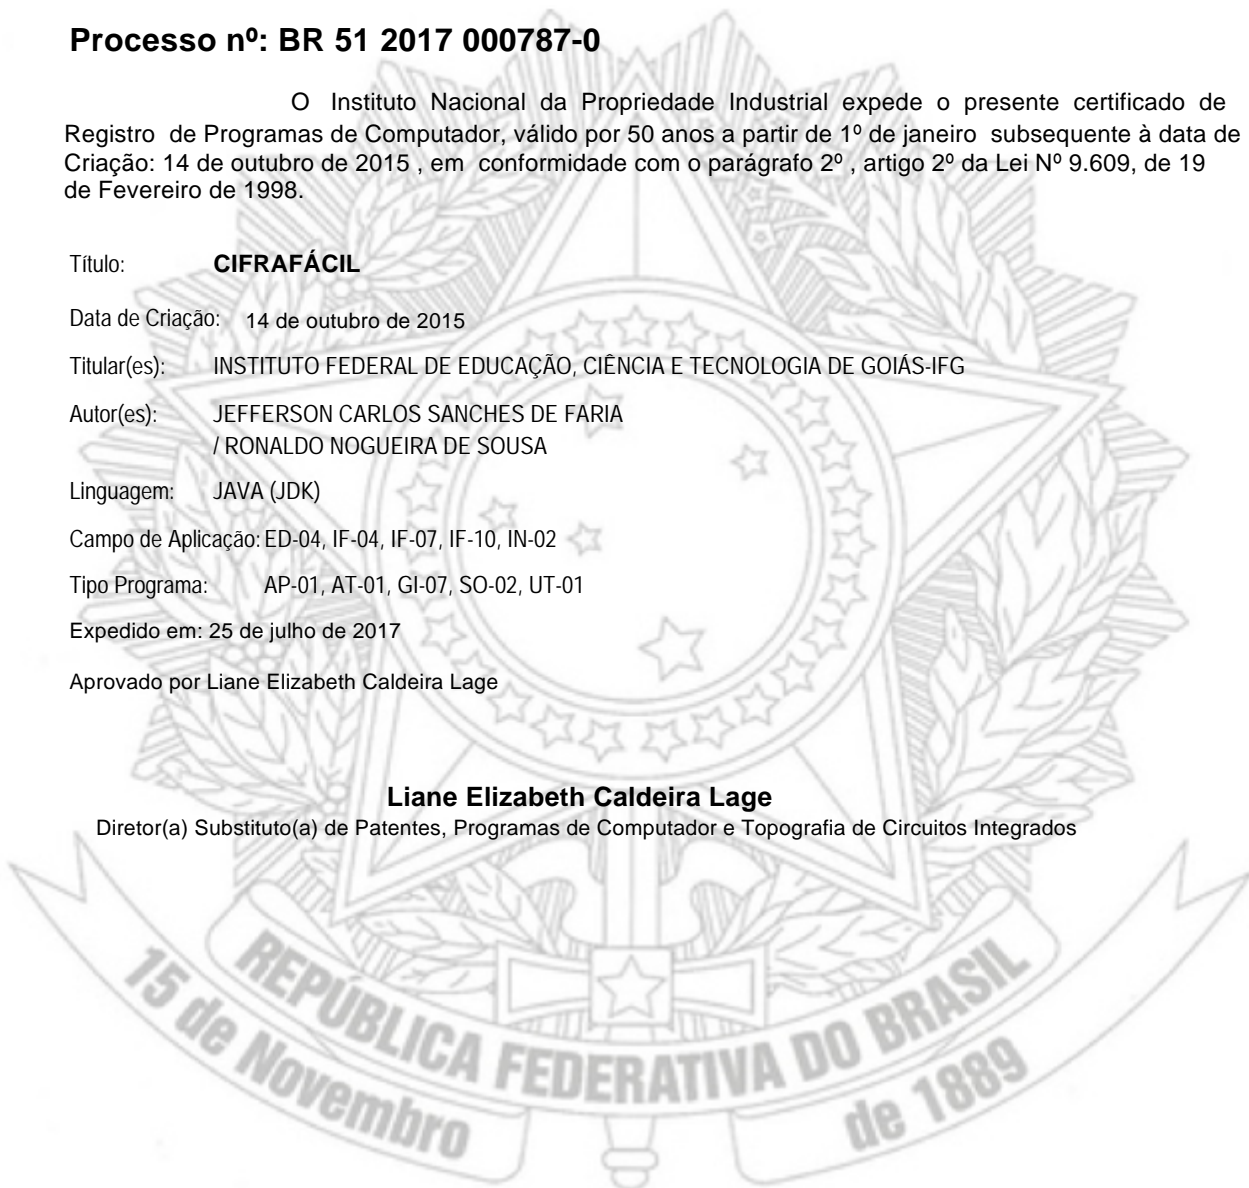 Processo nº: BR 51 2017 000787-0
O Instituto Nacional da Propriedade Industrial expede o presente certificado de
Registro de Programas de Computador, válido por 50 anos a partir de 1º de janeiro subsequente à data de
Criação: 14 de outubro de 2015 , em conformidade com o parágrafo 2º , artigo 2º da Lei Nº 9.609, de 19
de Fevereiro de 1998.
Título: CIFRAFÁCIL
Data de Criação: 14 de outubro de 2015
Titular(es): INSTITUTO FEDERAL DE EDUCAÇÃO, CIÊNCIA E TECNOLOGIA DE GOIÁS-IFG
Autor(es): JEFFERSON CARLOS SANCHES DE FARIA
/ RONALDO NOGUEIRA DE SOUSA
Linguagem: JAVA (JDK)
Campo de Aplicação: ED-04, IF-04, IF-07, IF-10, IN-02
Tipo Programa: AP-01, AT-01, GI-07, SO-02, UT-01
Expedido em: 25 de julho de 2017
Aprovado por Liane Elizabeth Caldeira Lage
Liane Elizabeth Caldeira Lage
Diretor(a) Substituto(a) de Patentes, Programas de Computador e Topografia de Circuitos Integrados
REPÚBLICA FEDERATIVA DO BRASIL
15 de Novembro de 1889